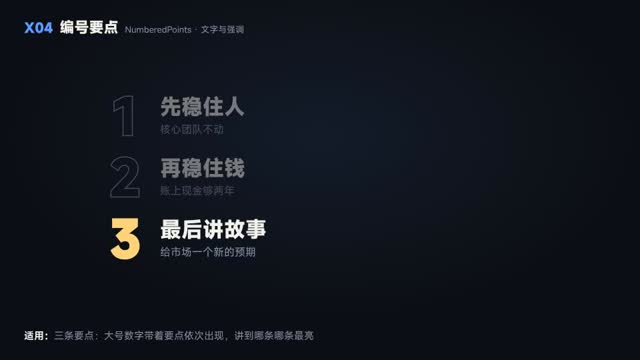 X04 编号要点 NumberedPoints · 文字与强调
1 先稳住人
核心团队不动
2 再稳住钱
账上现金够两年
3 最后讲故事
给市场一个新的预期
适用：三条要点：大号数字带着要点依次出现，讲到哪条哪条最亮